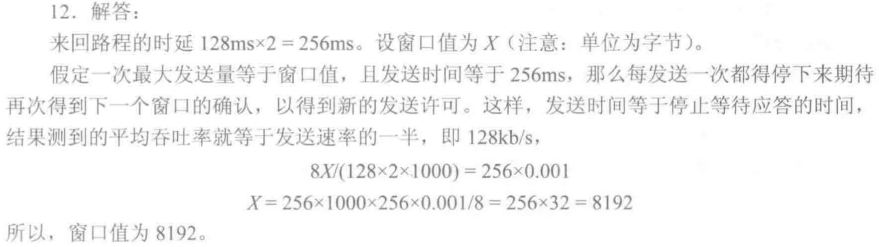 12．解答：
来回路程的时延 128ms×2 = 256ms。设窗口值为 X（注意：单位为字节）。
假定一次最大发送量等于窗口值，且发送时间等于 256ms，那么每发送一次都得停下来期待
再次得到下一个窗口的确认，以得到新的发送许可。这样，发送时间等于停止等待应答的时间，
结果测到的平均吞吐率就等于发送速率的一半，即 128kb/s，
8X/(128×2×1000) = 256×0.001
X = 256×1000×256×0.001/8 = 256×32 = 8192
所以，窗口值为 8192。